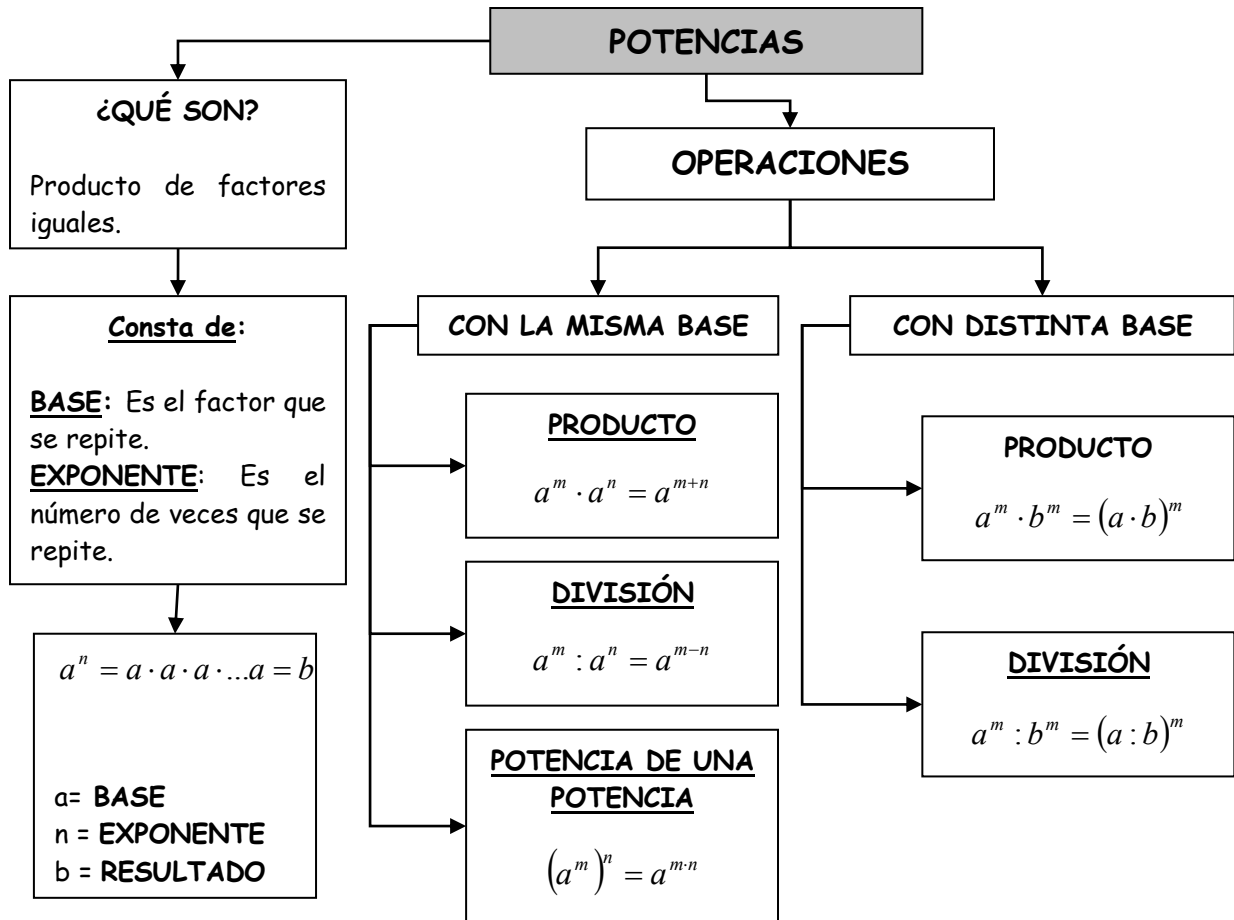 POTENCIAS
¿QUÉ SON?
Producto de factores
iguales.
Consta de:
BASE: Es el factor que
se repite.
EXPONENTE: Es el
número de veces que se
repite.
a^n = a · a · a · ...a = b
a= BASE
n = EXPONENTE
b = RESULTADO
OPERACIONES
CON LA MISMA BASE
PRODUCTO
a^m · a^n = a^{m+n}
DIVISIÓN
a^m : a^n = a^{m−n}
POTENCIA DE UNA
POTENCIA
(a^m)^n = a^{m·n}
CON DISTINTA BASE
PRODUCTO
a^m · b^m = (a · b)^m
DIVISIÓN
a^m : b^m = (a : b)^m